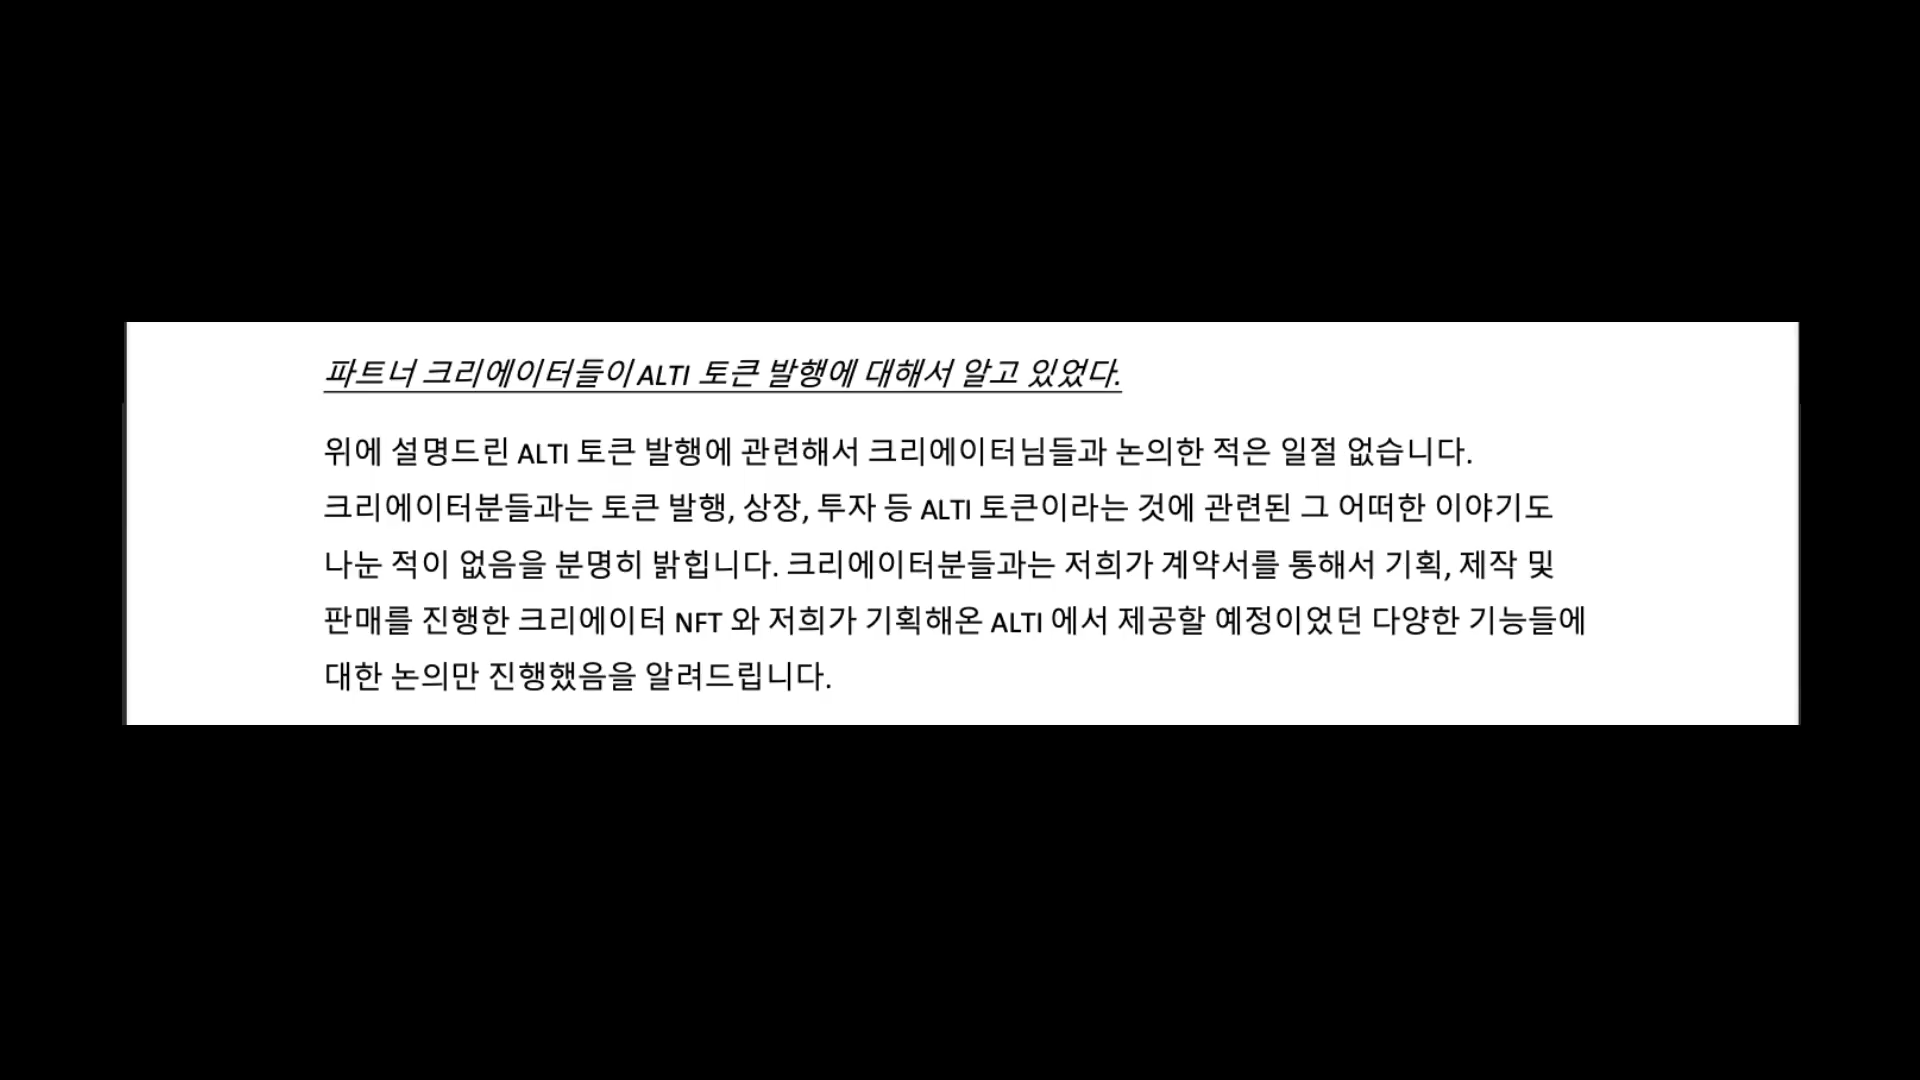 파트너 크리에이터들이 ALTI 토큰 발행에 대해서 알고 있었다.
위에 설명드린 ALTI 토큰 발행에 관련해서 크리에이터님들과 논의한 적은 일절 없습니다.
크리에이터분들과는 토큰 발행, 상장, 투자 등 ALTI 토큰이라는 것에 관련된 그 어떠한 이야기도
나눈 적이 없음을 분명히 밝힙니다. 크리에이터분들과는 저희가 계약서를 통해서 기획, 제작 및
판매를 진행한 크리에이터 NFT 와 저희가 기획해온 ALTI 에서 제공할 예정이었던 다양한 기능들에
대한 논의만 진행했음을 알려드립니다.